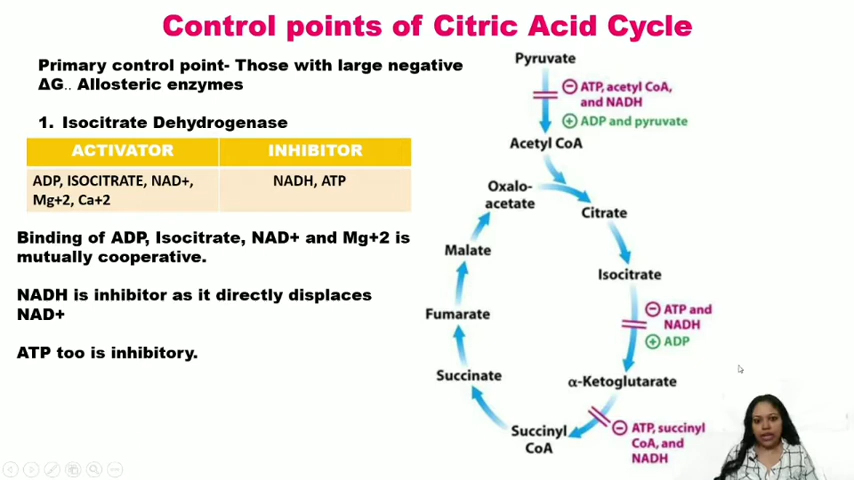 Control points of Citric Acid Cycle
Primary control point- Those with large negative
ΔG.. Allosteric enzymes
1. Isocitrate Dehydrogenase
ACTIVATOR
INHIBITOR
ADP, ISOCITRATE, NAD+,
Mg+2, Ca+2
NADH, ATP
Binding of ADP, Isocitrate, NAD+ and Mg+2 is
mutually cooperative.
NADH is inhibitor as it directly displaces
NAD+
ATP too is inhibitory.
Pyruvate
ATP, acetyl CoA,
and NADH
ADP and pyruvate
Acetyl CoA
Oxalo-
acetate
Citrate
Isocitrate
ATP and
NADH
ADP
α-Ketoglutarate
ATP, succinyl
CoA, and
NADH
Succinyl
CoA
Succinate
Fumarate
Malate